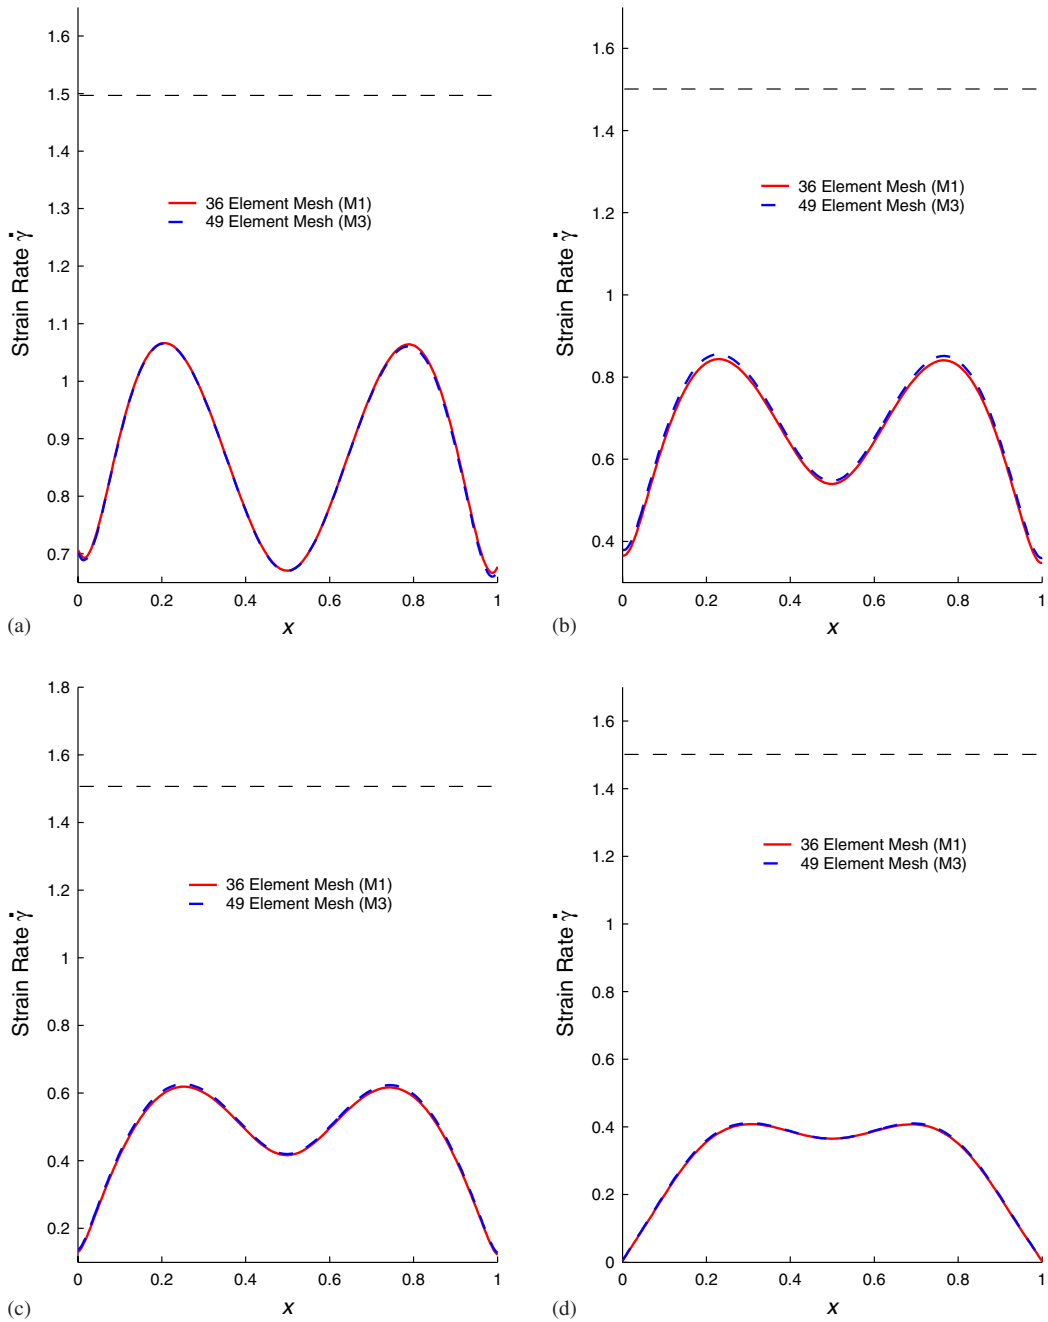 1.6
1.5
1.4
1.3
1.2
1.1
1
0.9
0.8
0.7
Strain Rate γ̇
36 Element Mesh (M1)
49 Element Mesh (M3)
0 0.2 0.4 0.6 0.8 1
x
(a)
1.6
1.4
1.2
1
0.8
0.6
0.4
Strain Rate γ̇
36 Element Mesh (M1)
49 Element Mesh (M3)
0 0.2 0.4 0.6 0.8 1
x
(b)
1.8
1.6
1.4
1.2
1
0.8
0.6
0.4
0.2
Strain Rate γ̇
36 Element Mesh (M1)
49 Element Mesh (M3)
0 0.2 0.4 0.6 0.8 1
x
(c)
1.6
1.4
1.2
1
0.8
0.6
0.4
0.2
0
Strain Rate γ̇
36 Element Mesh (M1)
49 Element Mesh (M3)
0 0.2 0.4 0.6 0.8 1
x
(d)